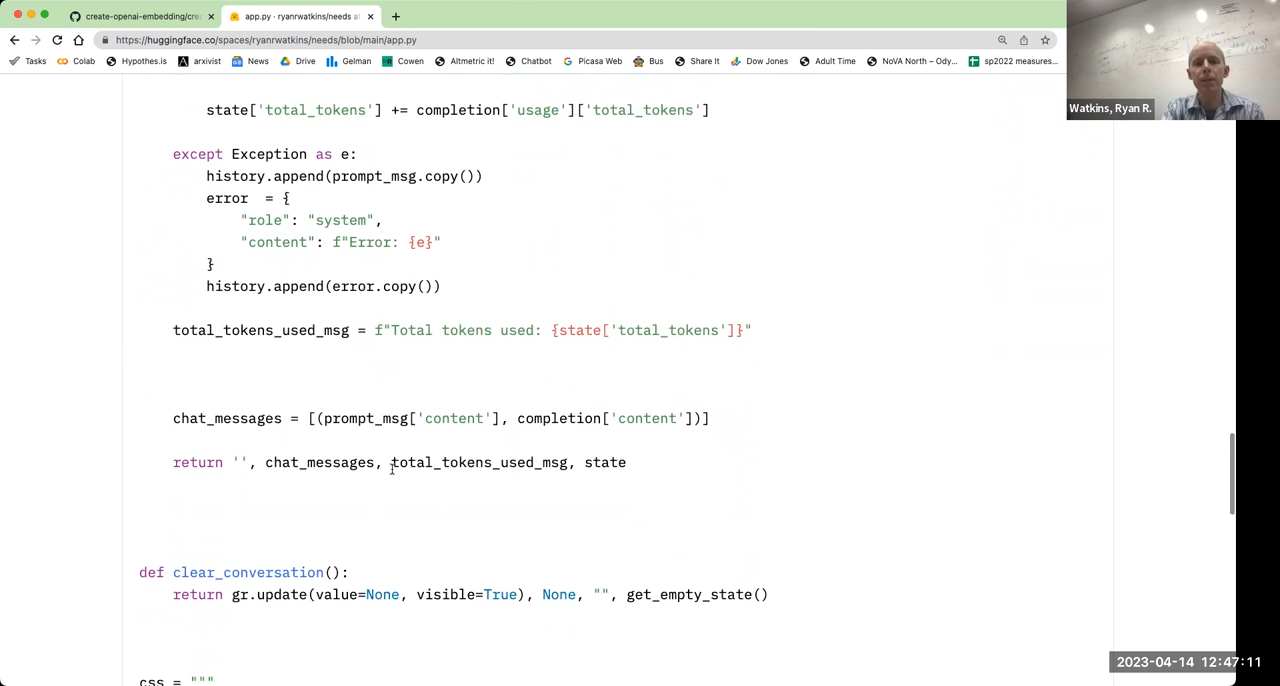 create-openai-embedding/crea
app.py · ryanrwatkins/needs at
https://huggingface.co/spaces/ryanrwatkins/needs/blob/main/app.py
Tasks Colab Hypothes.is arxivist News Drive Gelman Cowen Altmetric it! Chatbot Picasa Web Bus Share It Dow Jones Adult Time NoVA North – Ody... sp2022 measures...
Watkins, Ryan R.
state['total_tokens'] += completion['usage']['total_tokens']
except Exception as e:
history.append(prompt_msg.copy())
error = {
"role": "system",
"content": f"Error: {e}"
}
history.append(error.copy())
total_tokens_used_msg = f"Total tokens used: {state['total_tokens']}"
chat_messages = [(prompt_msg['content'], completion['content'])]
return '', chat_messages, total_tokens_used_msg, state
def clear_conversation():
return gr.update(value=None, visible=True), None, "", get_empty_state()
css = """
2023-04-14 12:47:11